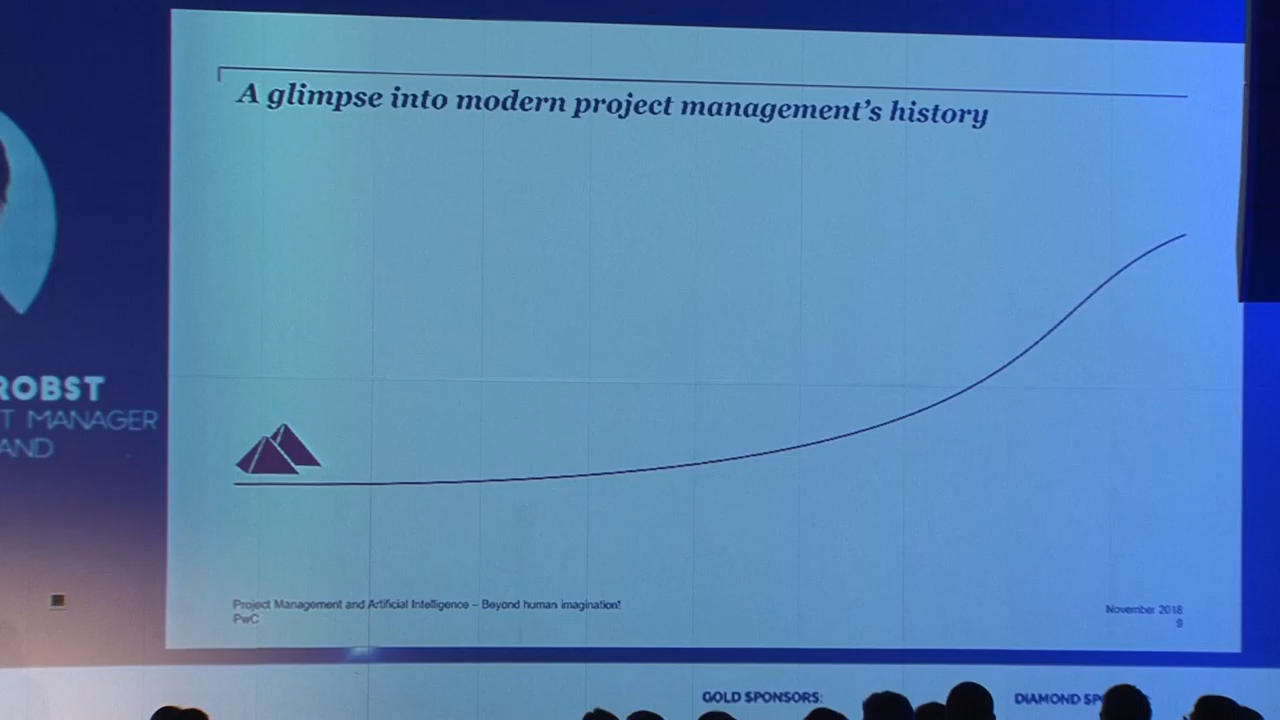 A glimpse into modern project management's history
ROBST
T MANAGER
AND
Project Management and Artificial Intelligence – Beyond human imagination!
PwC
November 2018
9
GOLD SPONSORS:
DIAMOND SP